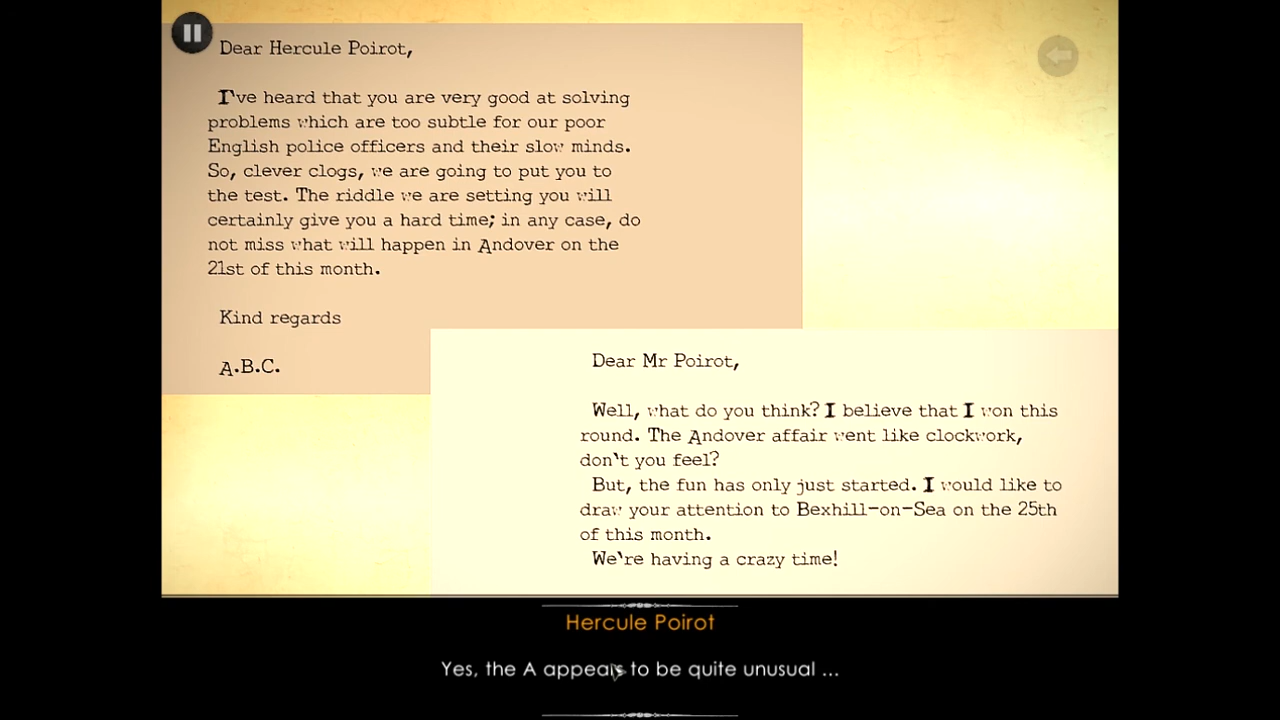 Dear Hercule Poirot,
I've heard that you are very good at solving
problems which are too subtle for our poor
English police officers and their slow minds.
So, clever clogs, we are going to put you to
the test. The riddle we are setting you will
certainly give you a hard time; in any case, do
not miss what will happen in Andover on the
21st of this month.
Kind regards
A.B.C.
Dear Mr Poirot,
Well, what do you think? I believe that I won this
round. The Andover affair went like clockwork,
don't you feel?
But, the fun has only just started. I would like to
draw your attention to Bexhill-on-Sea on the 25th
of this month.
We're having a crazy time!
Hercule Poirot
Yes, the A appears to be quite unusual ...